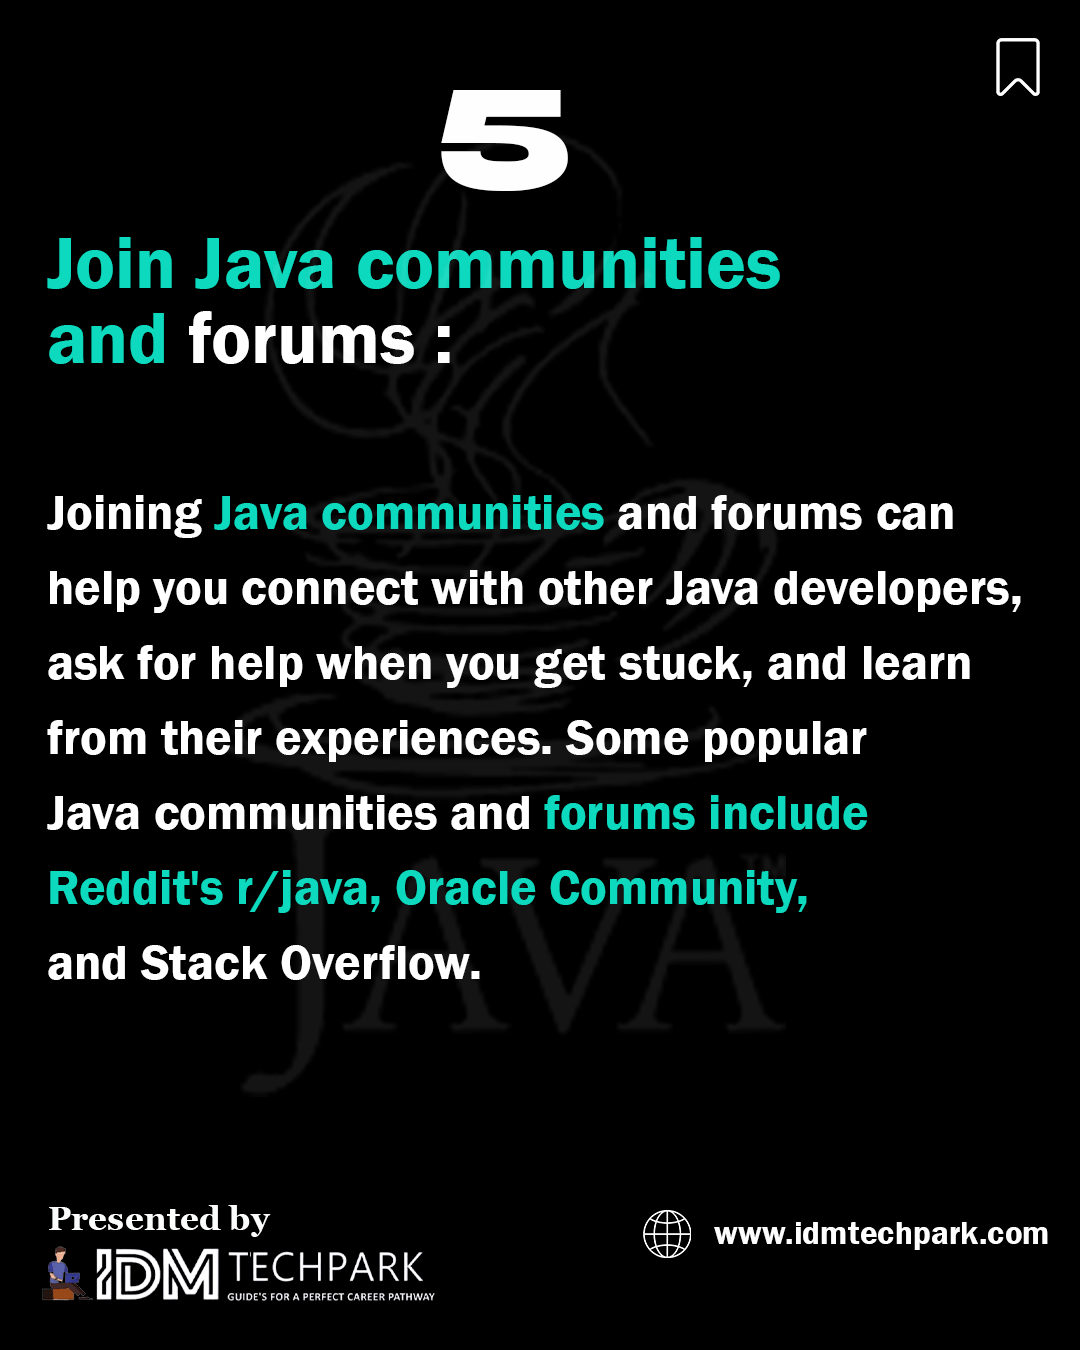 5
Join Java communities
and forums :
Joining Java communities and forums can
help you connect with other Java developers,
ask for help when you get stuck, and learn
from their experiences. Some popular
Java communities and forums include
Reddit's r/java, Oracle Community,
and Stack Overflow.
JAVA™
Presented by
IDM TECHPARK
GUIDE'S FOR A PERFECT CAREER PATHWAY
www.idmtechpark.com